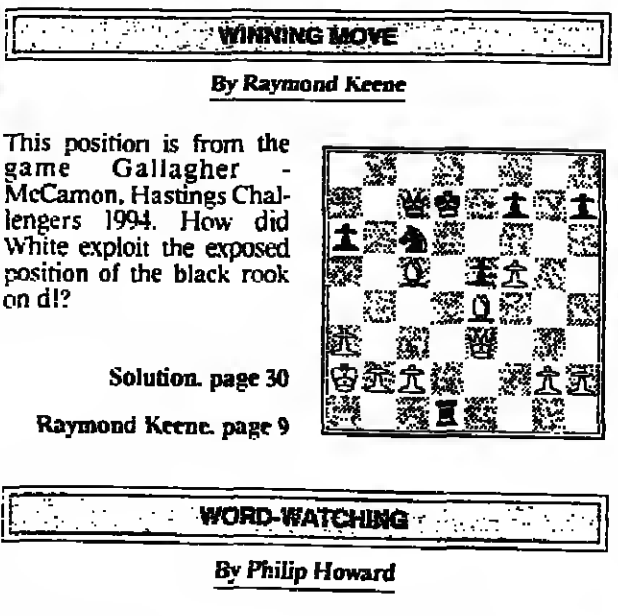 WINNING MOVE
By Raymond Keene
This position is from the
game Gallagher -
McCamon, Hastings Chal-
lengers 1994. How did
White exploit the exposed
position of the black rook
on d1?
Solution. page 30
Raymond Keene. page 9
WORD-WATCHING
By Philip Howard